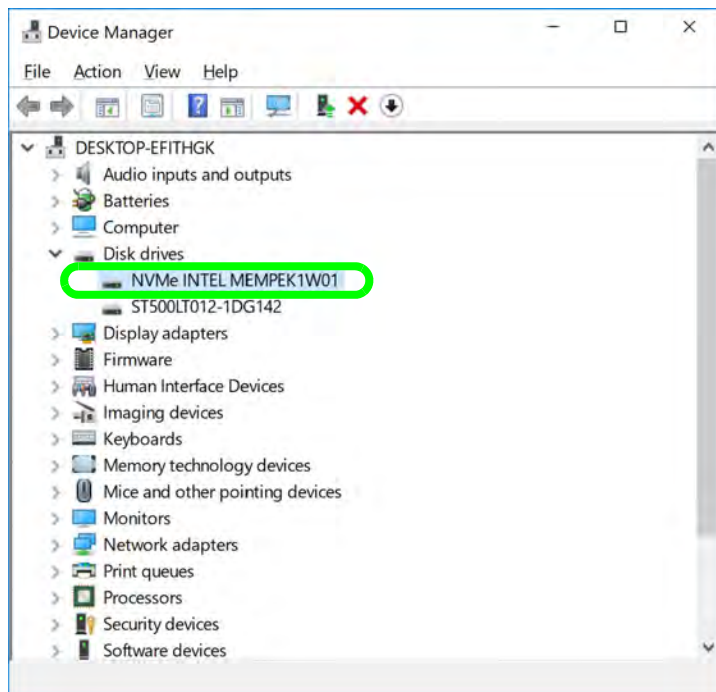 Device Manager
File Action View Help
DESKTOP-EFITHGK
Audio inputs and outputs
Batteries
Computer
Disk drives
NVMe INTEL MEMPEK1W01
ST500LT012-1DG142
Display adapters
Firmware
Human Interface Devices
Imaging devices
Keyboards
Memory technology devices
Mice and other pointing devices
Monitors
Network adapters
Print queues
Processors
Security devices
Software devices